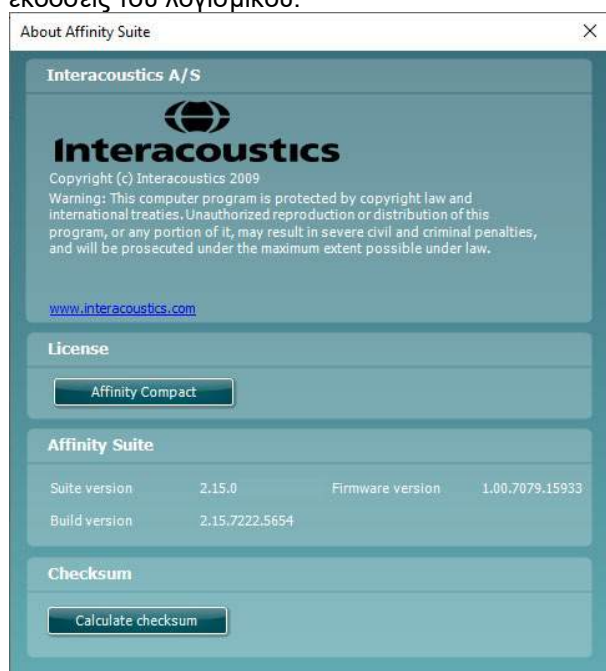 εκδόσεις του λογισμικού.
About Affinity Suite
Interacoustics A/S
Interacoustics
Copyright (c) Interacoustics 2009
Warning: This computer program is protected by copyright law and
international treaties. Unauthorized reproduction or distribution of this
program, or any portion of it, may result in severe civil and criminal penalties,
and will be prosecuted under the maximum extent possible under law.
www.interacoustics.com
License
Affinity Compact
Affinity Suite
Suite version 2.15.0 Firmware version 1.00.7079.15933
Build version 2.15.7222.5654
Checksum
Calculate checksum